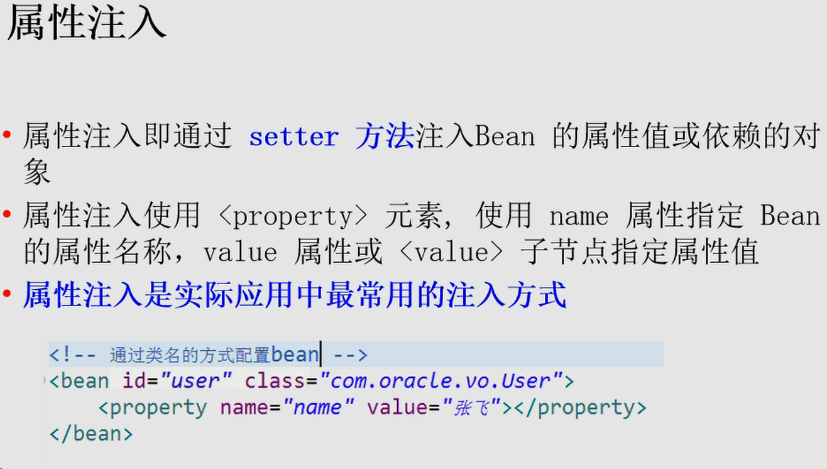 属性注入
• 属性注入即通过 setter 方法注入Bean 的属性值或依赖的对
象
• 属性注入使用 <property> 元素, 使用 name 属性指定 Bean
的属性名称，value 属性或 <value> 子节点指定属性值
• 属性注入是实际应用中最常用的注入方式
<!-- 通过类名的方式配置bean -->
<bean id="user" class="com.oracle.vo.User">
<property name="name" value="张飞"></property>
</bean>